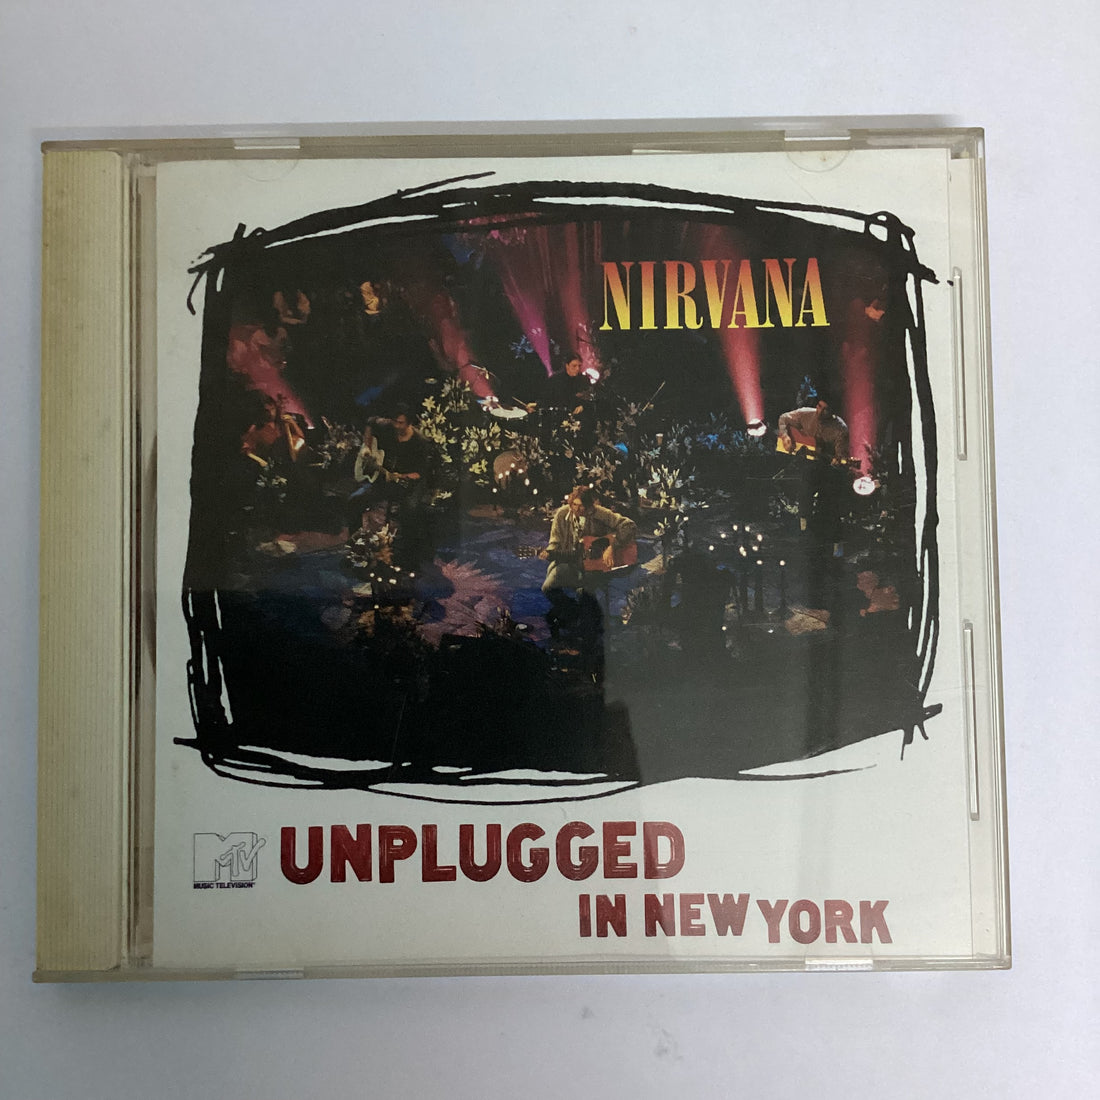 NIRVANA
MTV
MUSIC TELEVISION
UNPLUGGED
IN NEW YORK